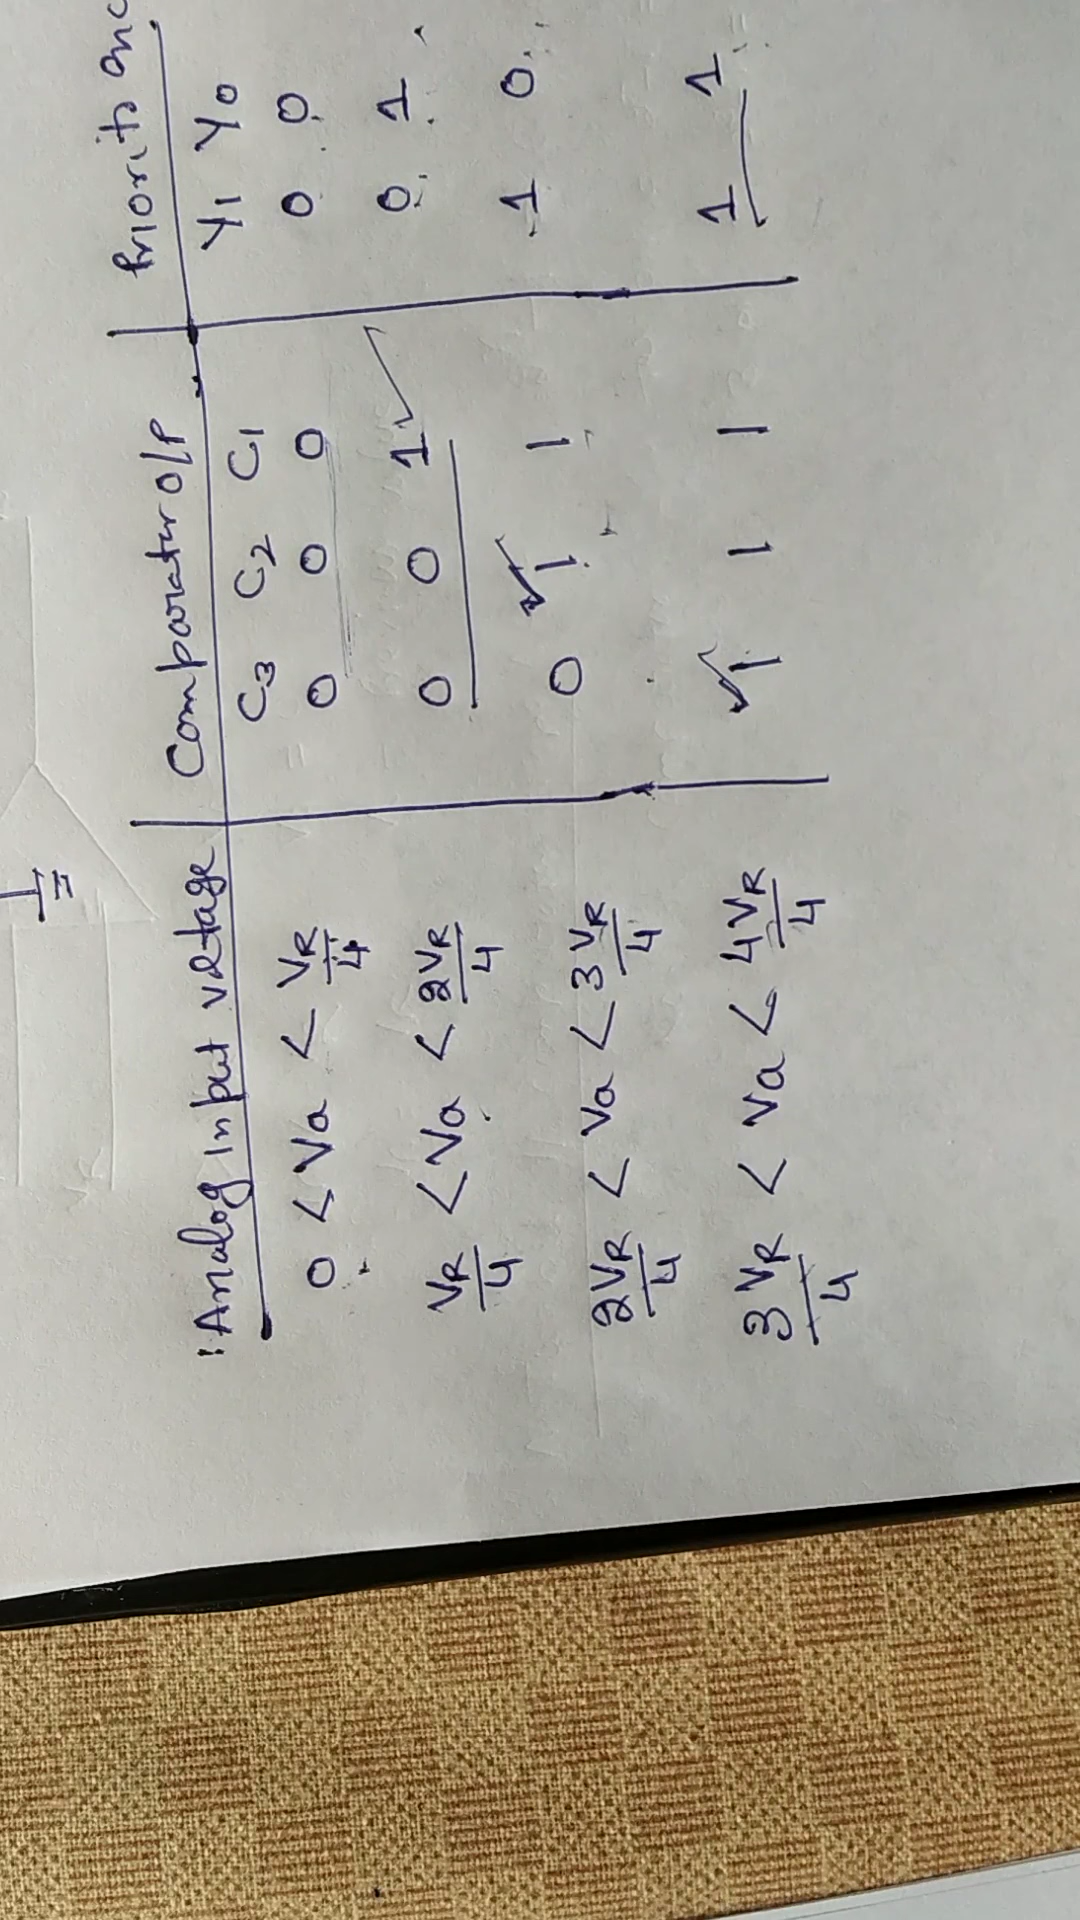 : Analog Input voltage | Comparator O/P | Priority enc
C3 C2 C1 | Y1 Y0
0 < Va < VR/4 | 0 0 0 | 0 0
VR/4 < Va < 2VR/4 | 0 0 1 | 0 1
2VR/4 < Va < 3VR/4 | 0 1 1 | 1 0
3VR/4 < Va < 4VR/4 | 1 1 1 | 1 1